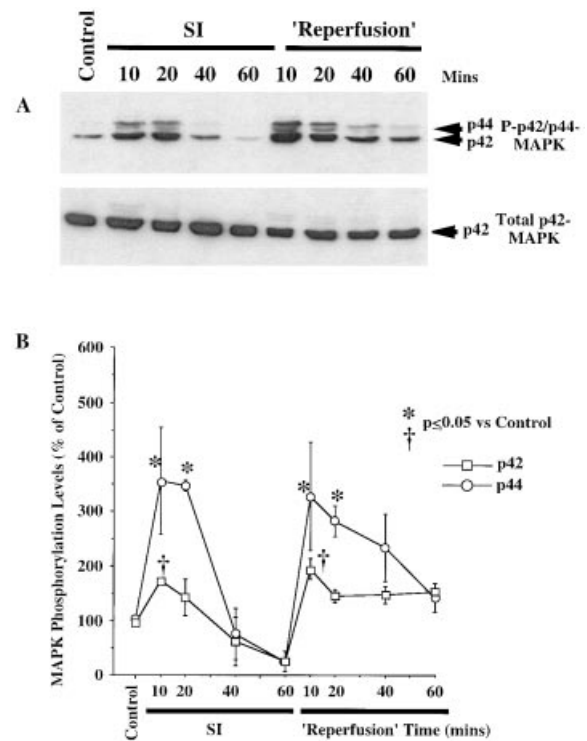 SI 'Reperfusion'
Control 10 20 40 60 10 20 40 60 Mins
A
p44 P-p42/p44-
p42 MAPK
p42 Total p42-
MAPK
B
MAPK Phosphorylation Levels (% of Control)
600
500
400
300
200
100
0
* p≤0.05 vs Control
†
p42
p44
* * * *
† †
Control 10 20 40 60 10 20 40 60
SI 'Reperfusion' Time (mins)